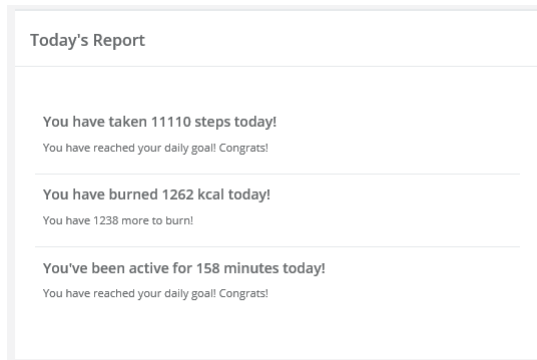 Today's Report
You have taken 11110 steps today!
You have reached your daily goal! Congrats!
You have burned 1262 kcal today!
You have 1238 more to burn!
You've been active for 158 minutes today!
You have reached your daily goal! Congrats!